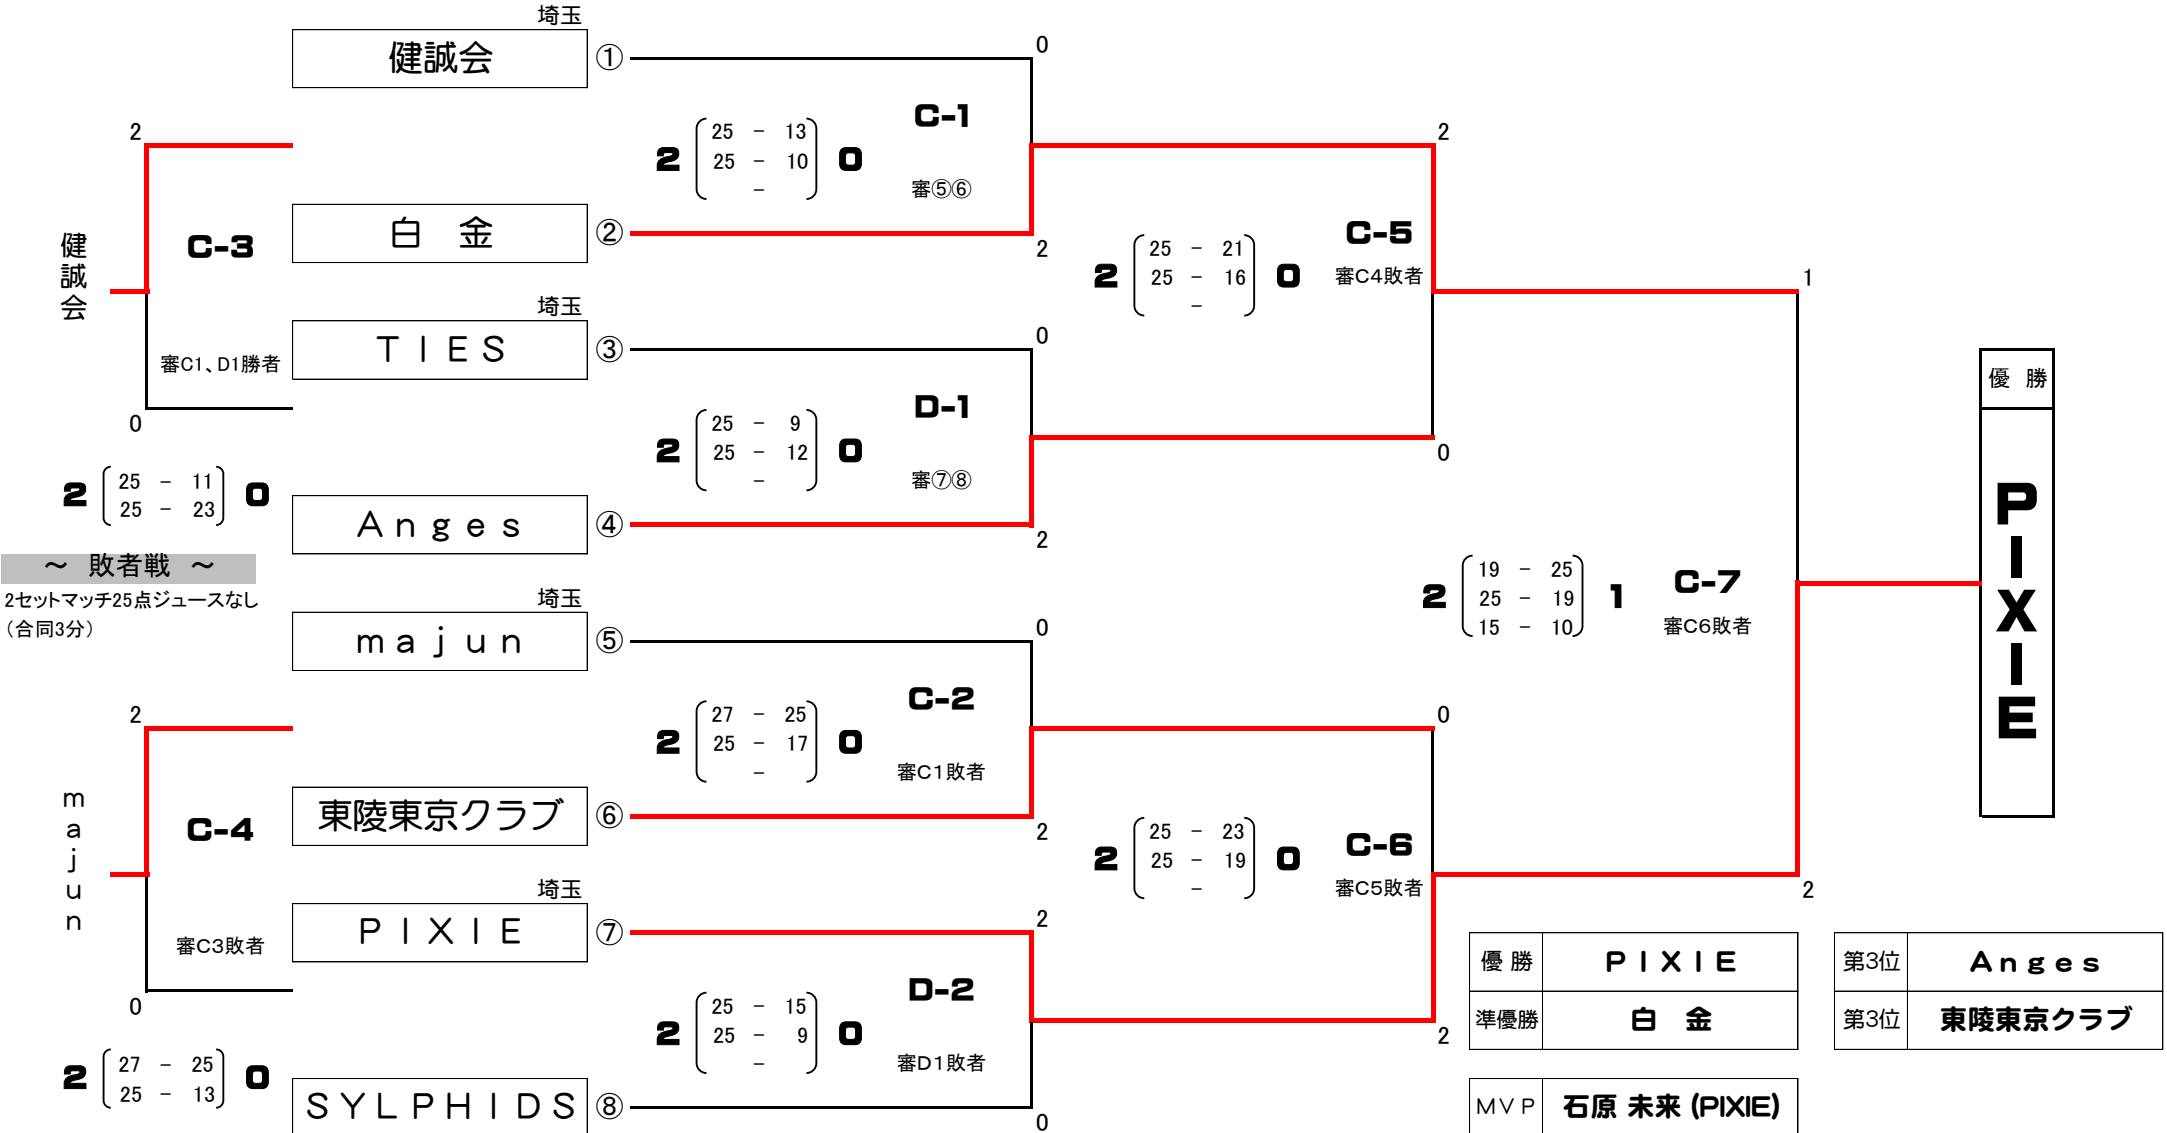 埼玉
健誠会 ①
0
C-1
2 25 - 13 0
25 - 10
-
審⑤⑥
白 金 ②
2
埼玉
TIES ③
0
D-1
2 25 - 9 0
25 - 12
-
審⑦⑧
Anges ④
2
埼玉
majun ⑤
0
C-2
2 27 - 25 0
25 - 17
-
審C1敗者
東陵東京クラブ ⑥
2
埼玉
PIXIE ⑦
2
D-2
2 25 - 15 0
25 - 9
-
審D1敗者
SYLPHIDS ⑧
0
2
C-3
健誠会
審C1、D1勝者
0
2 25 - 11 0
25 - 23
～ 敗者戦 ～
2セットマッチ25点ジュースなし
（合同3分）
2
C-4
majun
審C3敗者
0
2 27 - 25 0
25 - 13
2
C-5
2 25 - 21 0
25 - 16
-
審C4敗者
0
0
C-6
2 25 - 23 0
25 - 19
-
審C5敗者
2
1
C-7
2 19 - 25 1
25 - 19
15 - 10
審C6敗者
2
優 勝
PIXIE
優 勝 PIXIE
準優勝 白 金
第3位 Anges
第3位 東陵東京クラブ
MVP 石原 未来 (PIXIE)